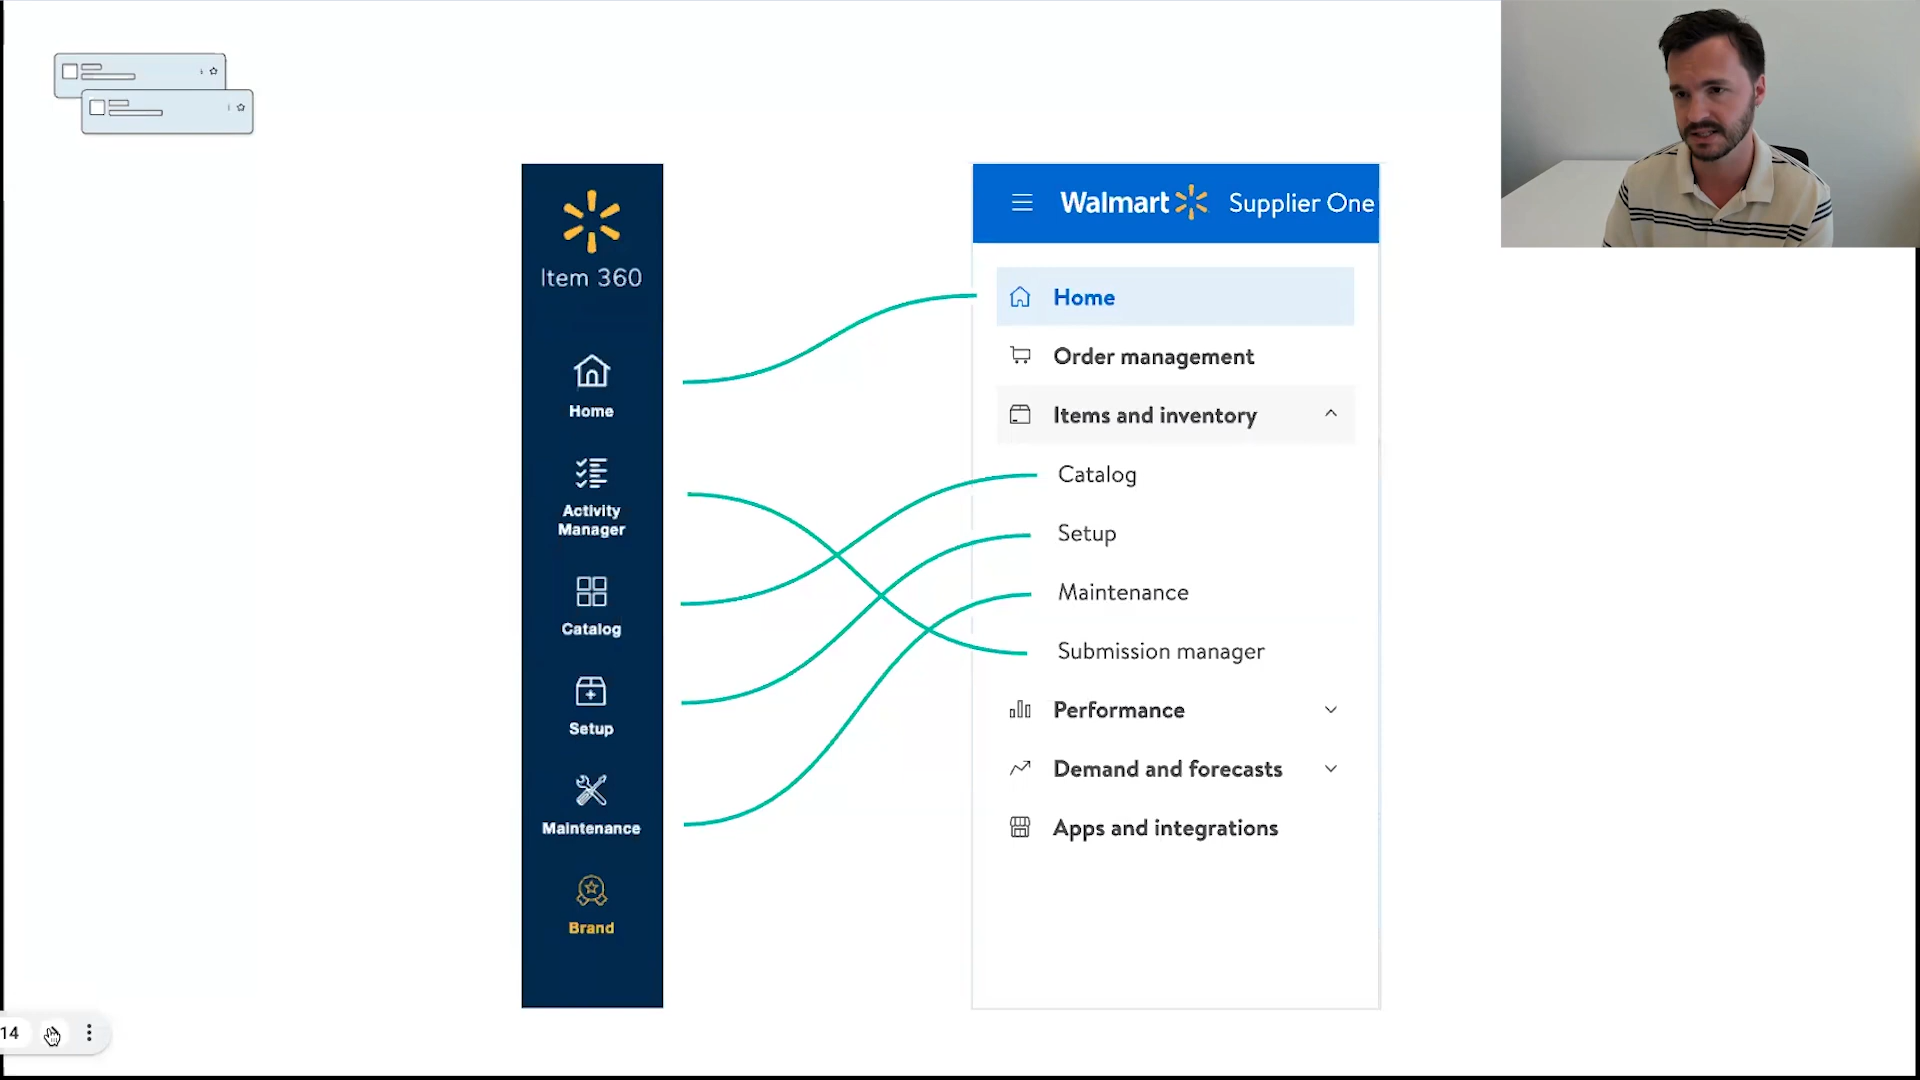 Item 360
Home
Activity
Manager
Catalog
Setup
Maintenance
Brand
Walmart Supplier One
Home
Order management
Items and inventory
Catalog
Setup
Maintenance
Submission manager
Performance
Demand and forecasts
Apps and integrations
14